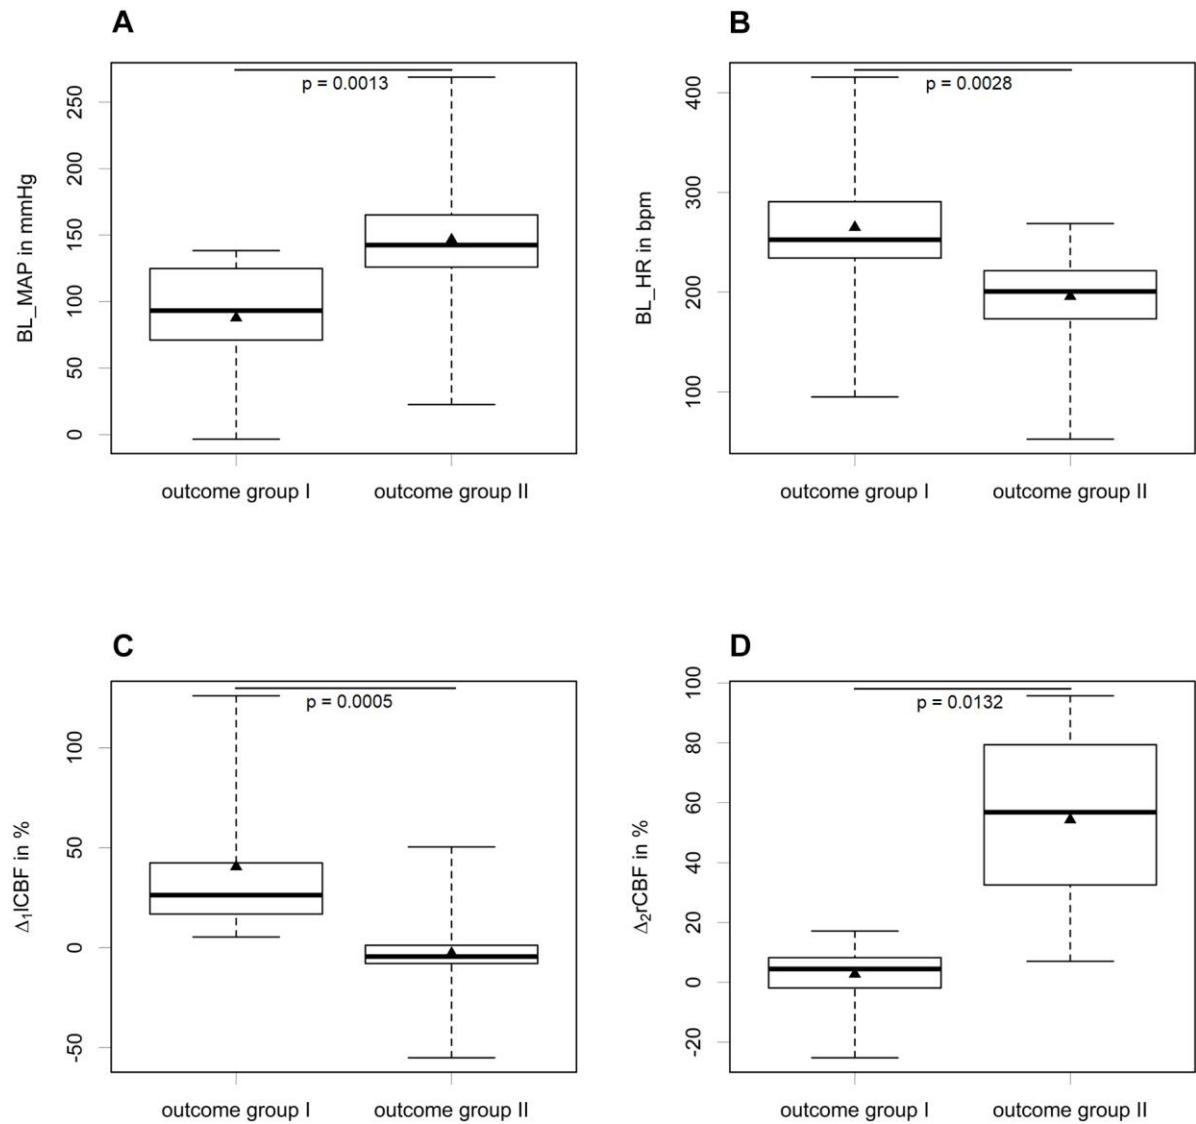 A
BL_MAP in mmHg
250
200
150
100
50
0
p = 0.0013
outcome group I
outcome group II
B
BL_HR in bpm
400
300
200
100
p = 0.0028
outcome group I
outcome group II
C
Δ₁lCBF in %
100
50
0
-50
p = 0.0005
outcome group I
outcome group II
D
Δ₂rCBF in %
100
80
60
40
20
0
-20
p = 0.0132
outcome group I
outcome group II